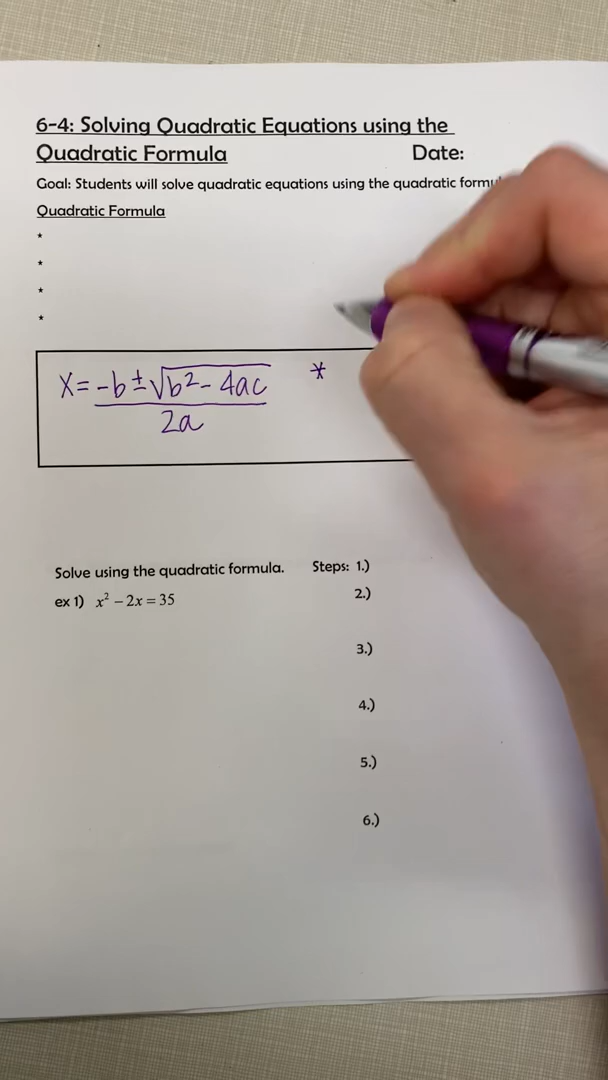 6-4: Solving Quadratic Equations using the
Quadratic Formula Date:
Goal: Students will solve quadratic equations using the quadratic
Quadratic Formula
*
*
*
*
x = -b ± √b² - 4ac *
2a
Solve using the quadratic formula. Steps: 1.)
ex 1) x² - 2x = 35 2.)
3.)
4.)
5.)
6.)